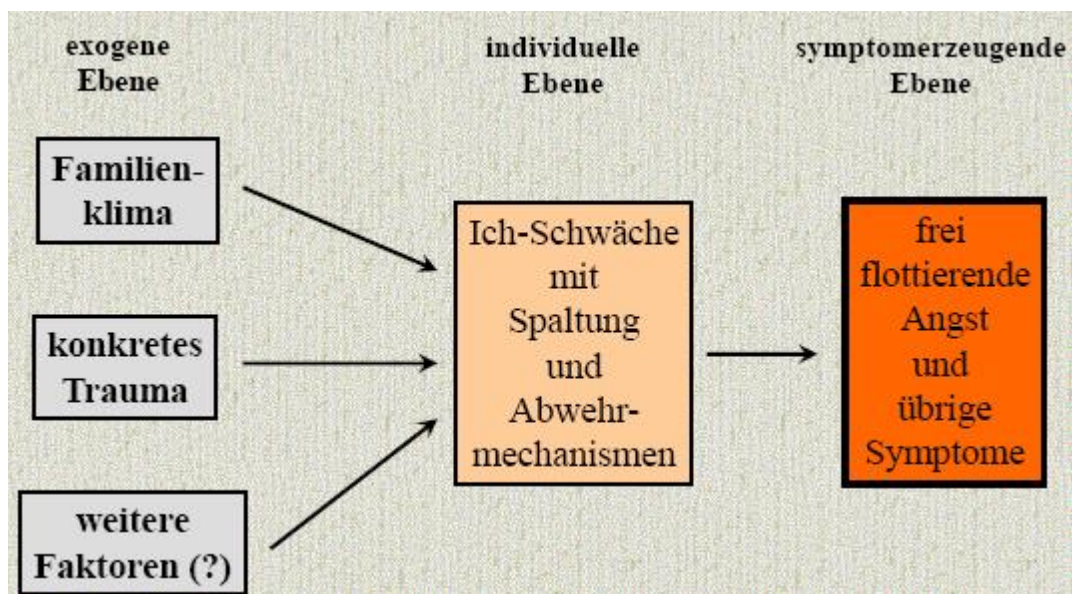 exogene
Ebene
individuelle
Ebene
symptomerzeugende
Ebene
Familien-
klima
konkretes
Trauma
weitere
Faktoren (?)
Ich-Schwäche
mit
Spaltung
und
Abwehr-
mechanismen
frei
flottierende
Angst
und
übrige
Symptome